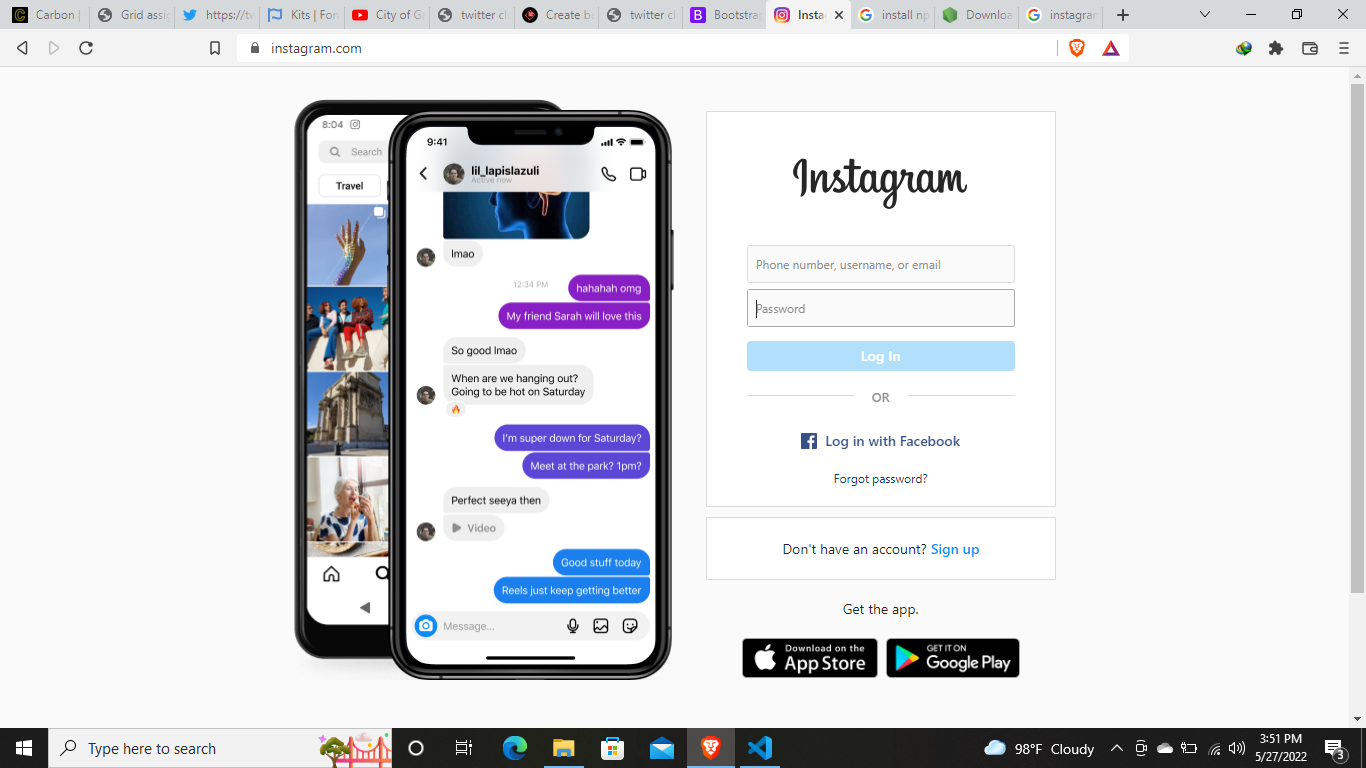 Carbon |
Grid assig
https://tw
Kits | Fon
City of G
twitter cl
Create be
twitter cl
Bootstra
Insta
install np
Downloa
instagran
instagram.com
8:04
Search
Travel
9:41
lil_lapislazuli
Active now
lmao
12:34 PM
hahahah omg
My friend Sarah will love this
So good lmao
When are we hanging out?
Going to be hot on Saturday
I'm super down for Saturday?
Meet at the park? 1pm?
Perfect seeya then
Video
Good stuff today
Reels just keep getting better
Message...
Instagram
Phone number, username, or email
Password
Log In
OR
Log in with Facebook
Forgot password?
Don't have an account? Sign up
Get the app.
Download on the
App Store
GET IT ON
Google Play
Type here to search
98°F Cloudy
3:51 PM
5/27/2022
3